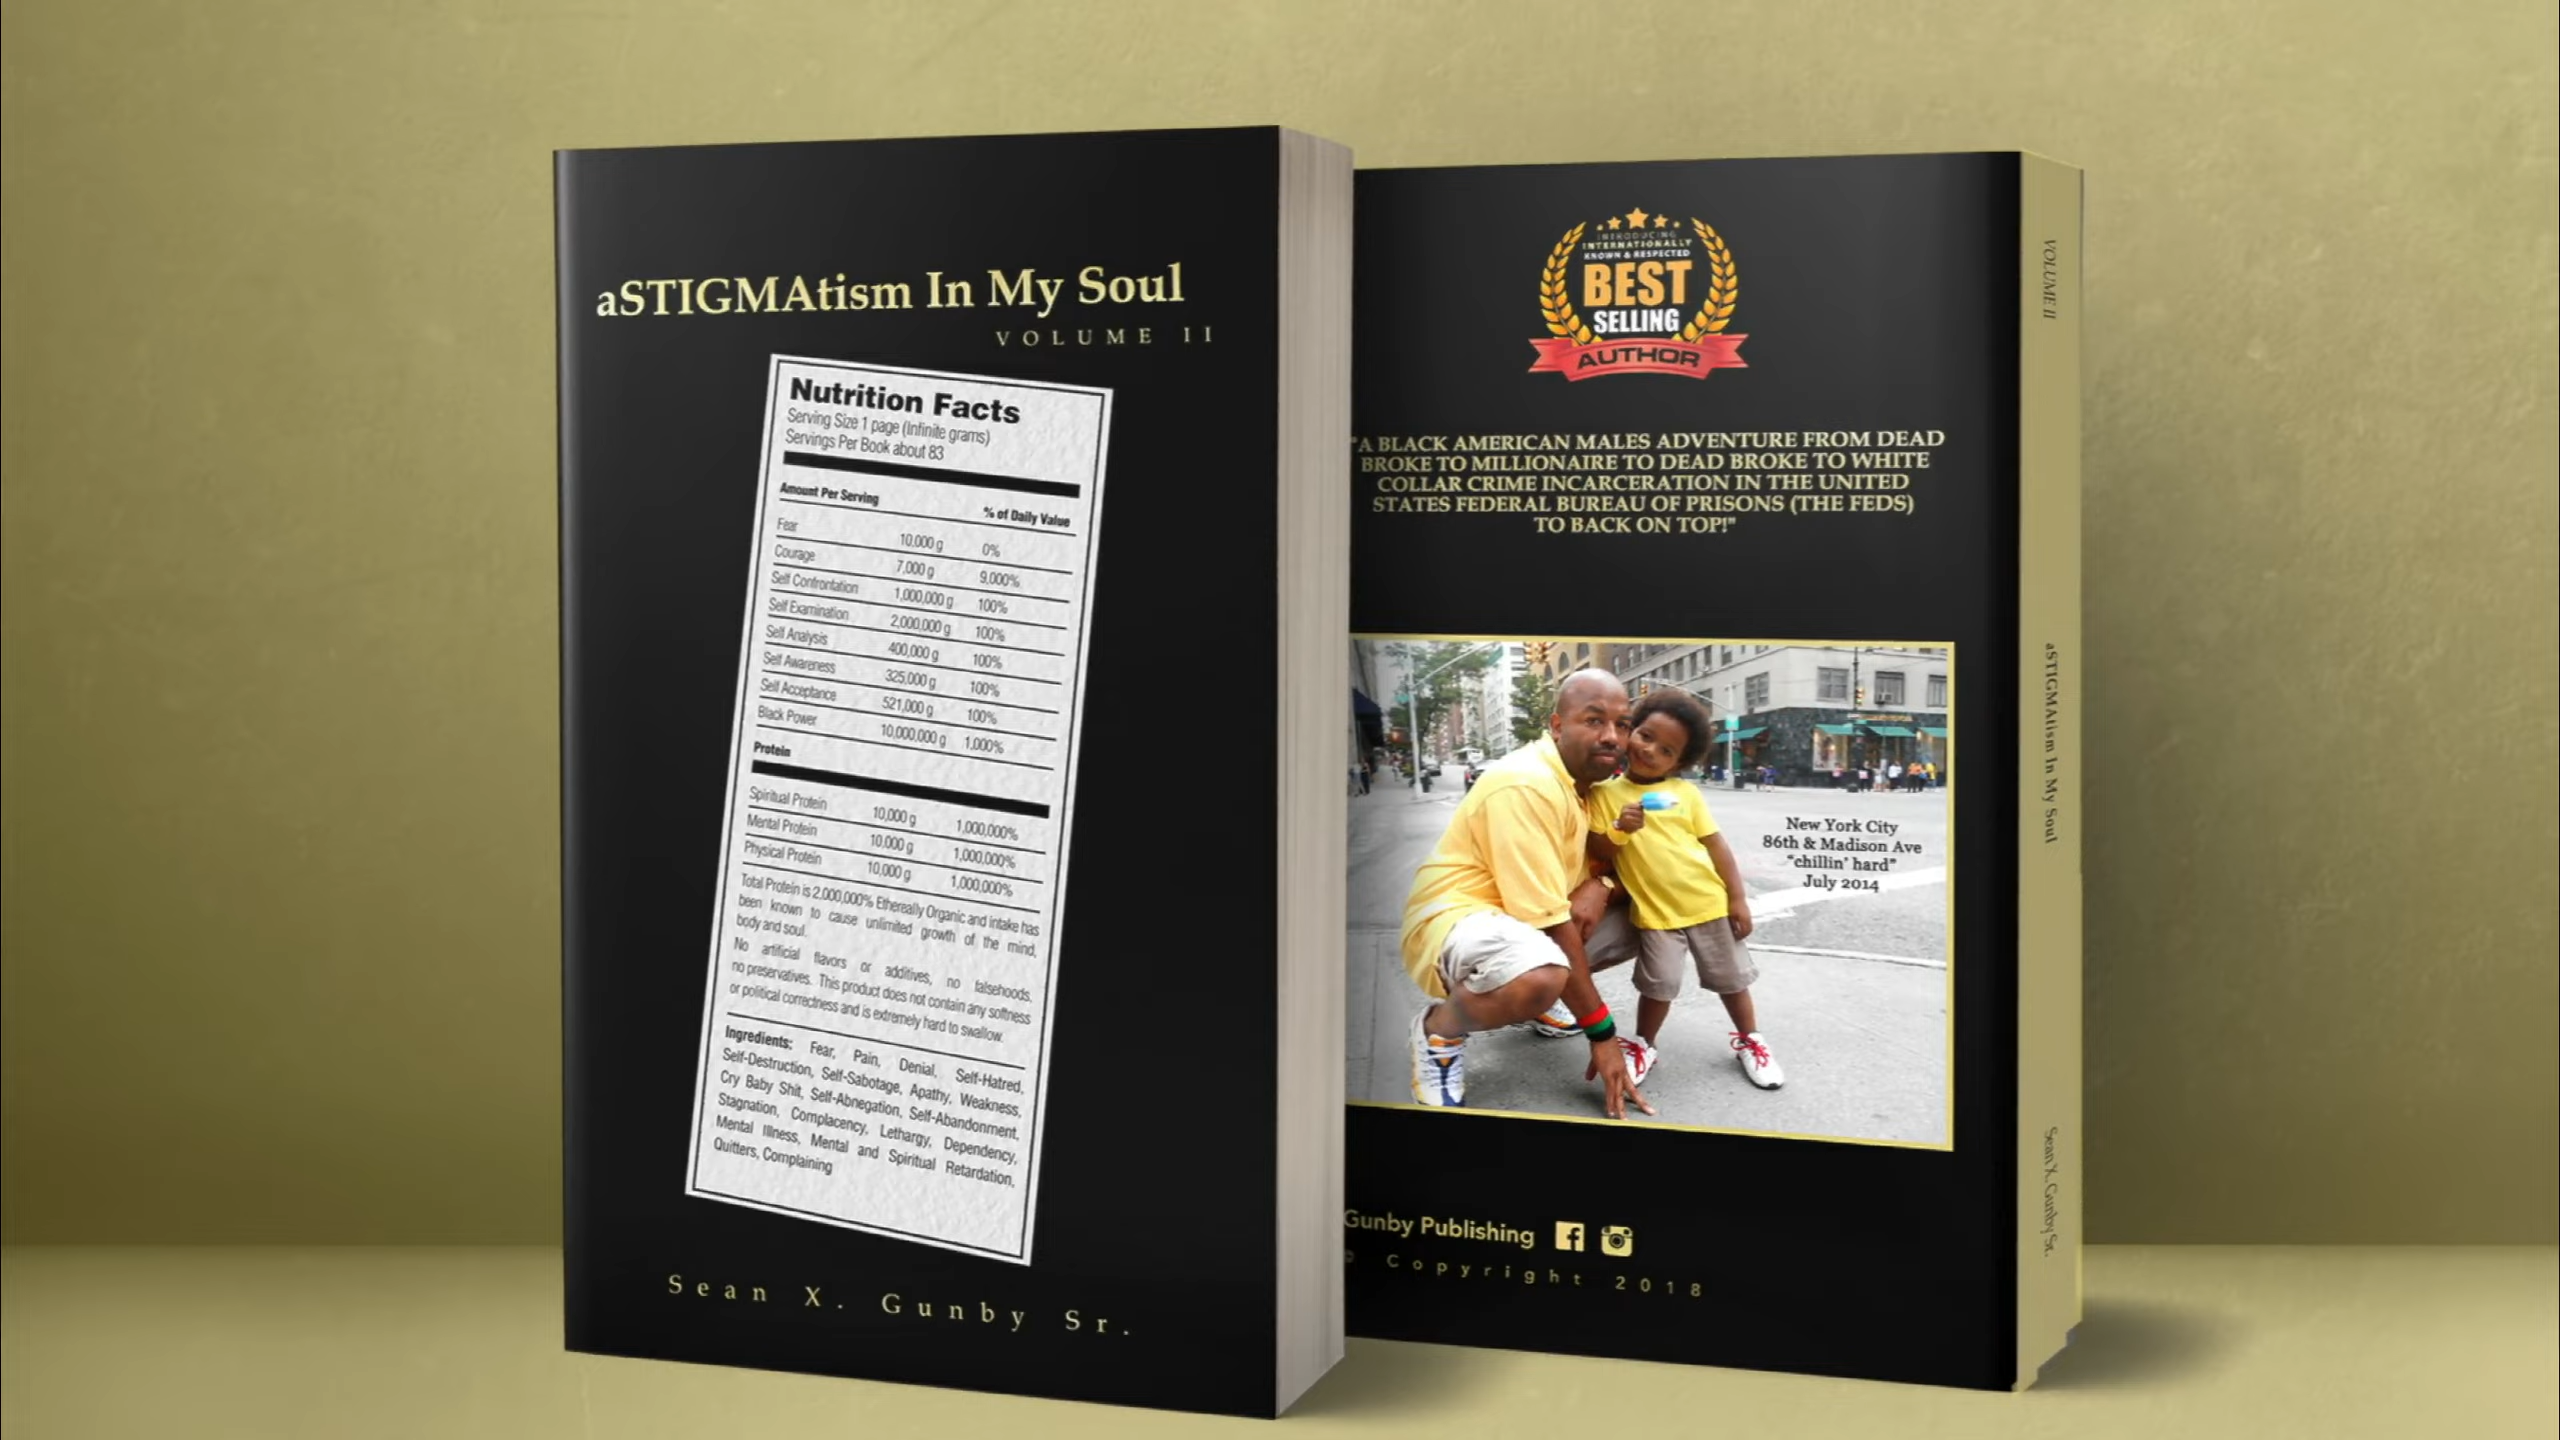 aSTIGMAtism In My Soul
VOLUME II
Nutrition Facts
Serving Size 1 page (Infinite grams)
Servings Per Book about 83
Amount Per Serving
% of Daily Value
Fear 10,000 g 0%
Courage 7,000 g 9,000%
Self Confrontation 1,000,000 g 100%
Self Examination 2,000,000 g 100%
Self Analysis 400,000 g 100%
Self Awareness 325,000 g 100%
Self Acceptance 521,000 g 100%
Black Power 10,000,000 g 1,000%
Protein
Spiritual Protein 10,000 g 1,000,000%
Mental Protein 10,000 g 1,000,000%
Physical Protein 10,000 g 1,000,000%
Total Protein is 2,000,000% Ethereally Organic and intake has
been known to cause unlimited growth of the mind,
body and soul.
No artificial flavors or additives, no falsehoods,
no preservatives. This product does not contain any softness
or political correctness and is extremely hard to swallow.
Ingredients: Fear, Pain, Denial, Self-Hatred,
Self-Destruction, Self-Sabotage, Apathy, Weakness,
Cry Baby Shit, Self-Abnegation, Self-Abandonment,
Stagnation, Complacency, Lethargy, Dependency,
Mental Illness, Mental and Spiritual Retardation,
Quitters, Complaining
Sean X. Gunby Sr.
INTRODUCING
INTERNATIONALLY
KNOWN & RESPECTED
BEST
SELLING
AUTHOR
"A BLACK AMERICAN MALES ADVENTURE FROM DEAD
BROKE TO MILLIONAIRE TO DEAD BROKE TO WHITE
COLLAR CRIME INCARCERATION IN THE UNITED
STATES FEDERAL BUREAU OF PRISONS (THE FEDS)
TO BACK ON TOP!"
New York City
86th & Madison Ave
"chillin' hard"
July 2014
Gunby Publishing
© Copyright 2018
VOLUME II
aSTIGMAtism In My Soul
Sean X. Gunby Sr.